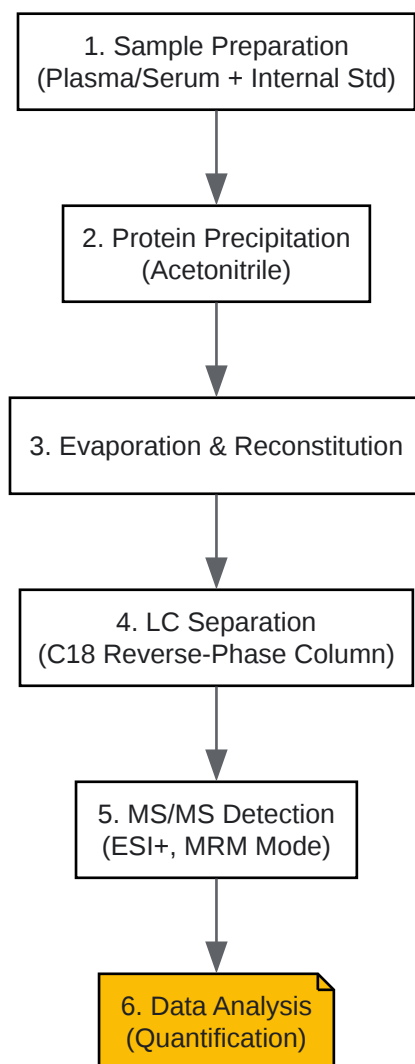 1. Sample Preparation
(Plasma/Serum + Internal Std)
2. Protein Precipitation
(Acetonitrile)
3. Evaporation & Reconstitution
4. LC Separation
(C18 Reverse-Phase Column)
5. MS/MS Detection
(ESI+, MRM Mode)
6. Data Analysis
(Quantification)